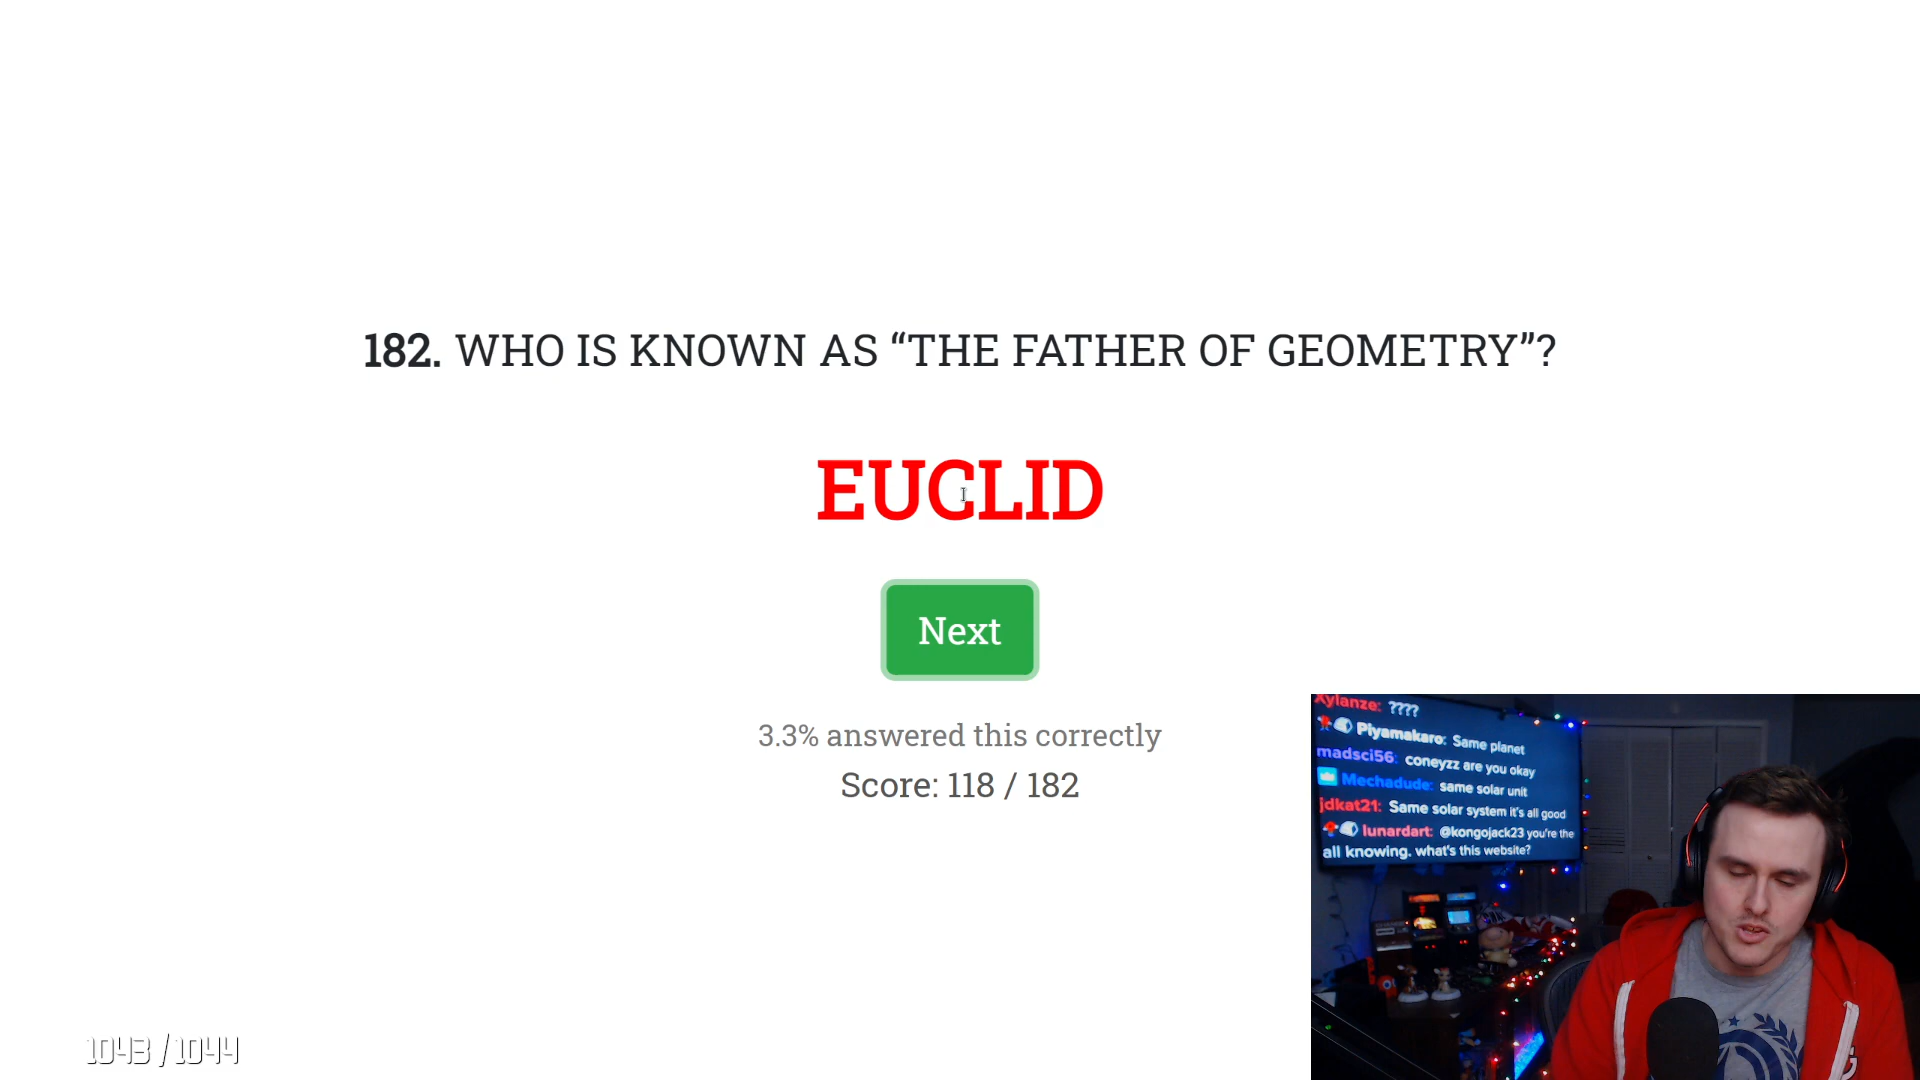 182. WHO IS KNOWN AS “THE FATHER OF GEOMETRY”?
EUCLID
Next
3.3% answered this correctly
Score: 118 / 182
Xylanze: ????
Piyamakaro: Same planet
madsci56: coneyzz are you okay
Mechadude: same solar unit
jdkat21: Same solar system it's all good
lunardart: @kongojack23 you're the
all knowing. what's this website?
1043 / 1044